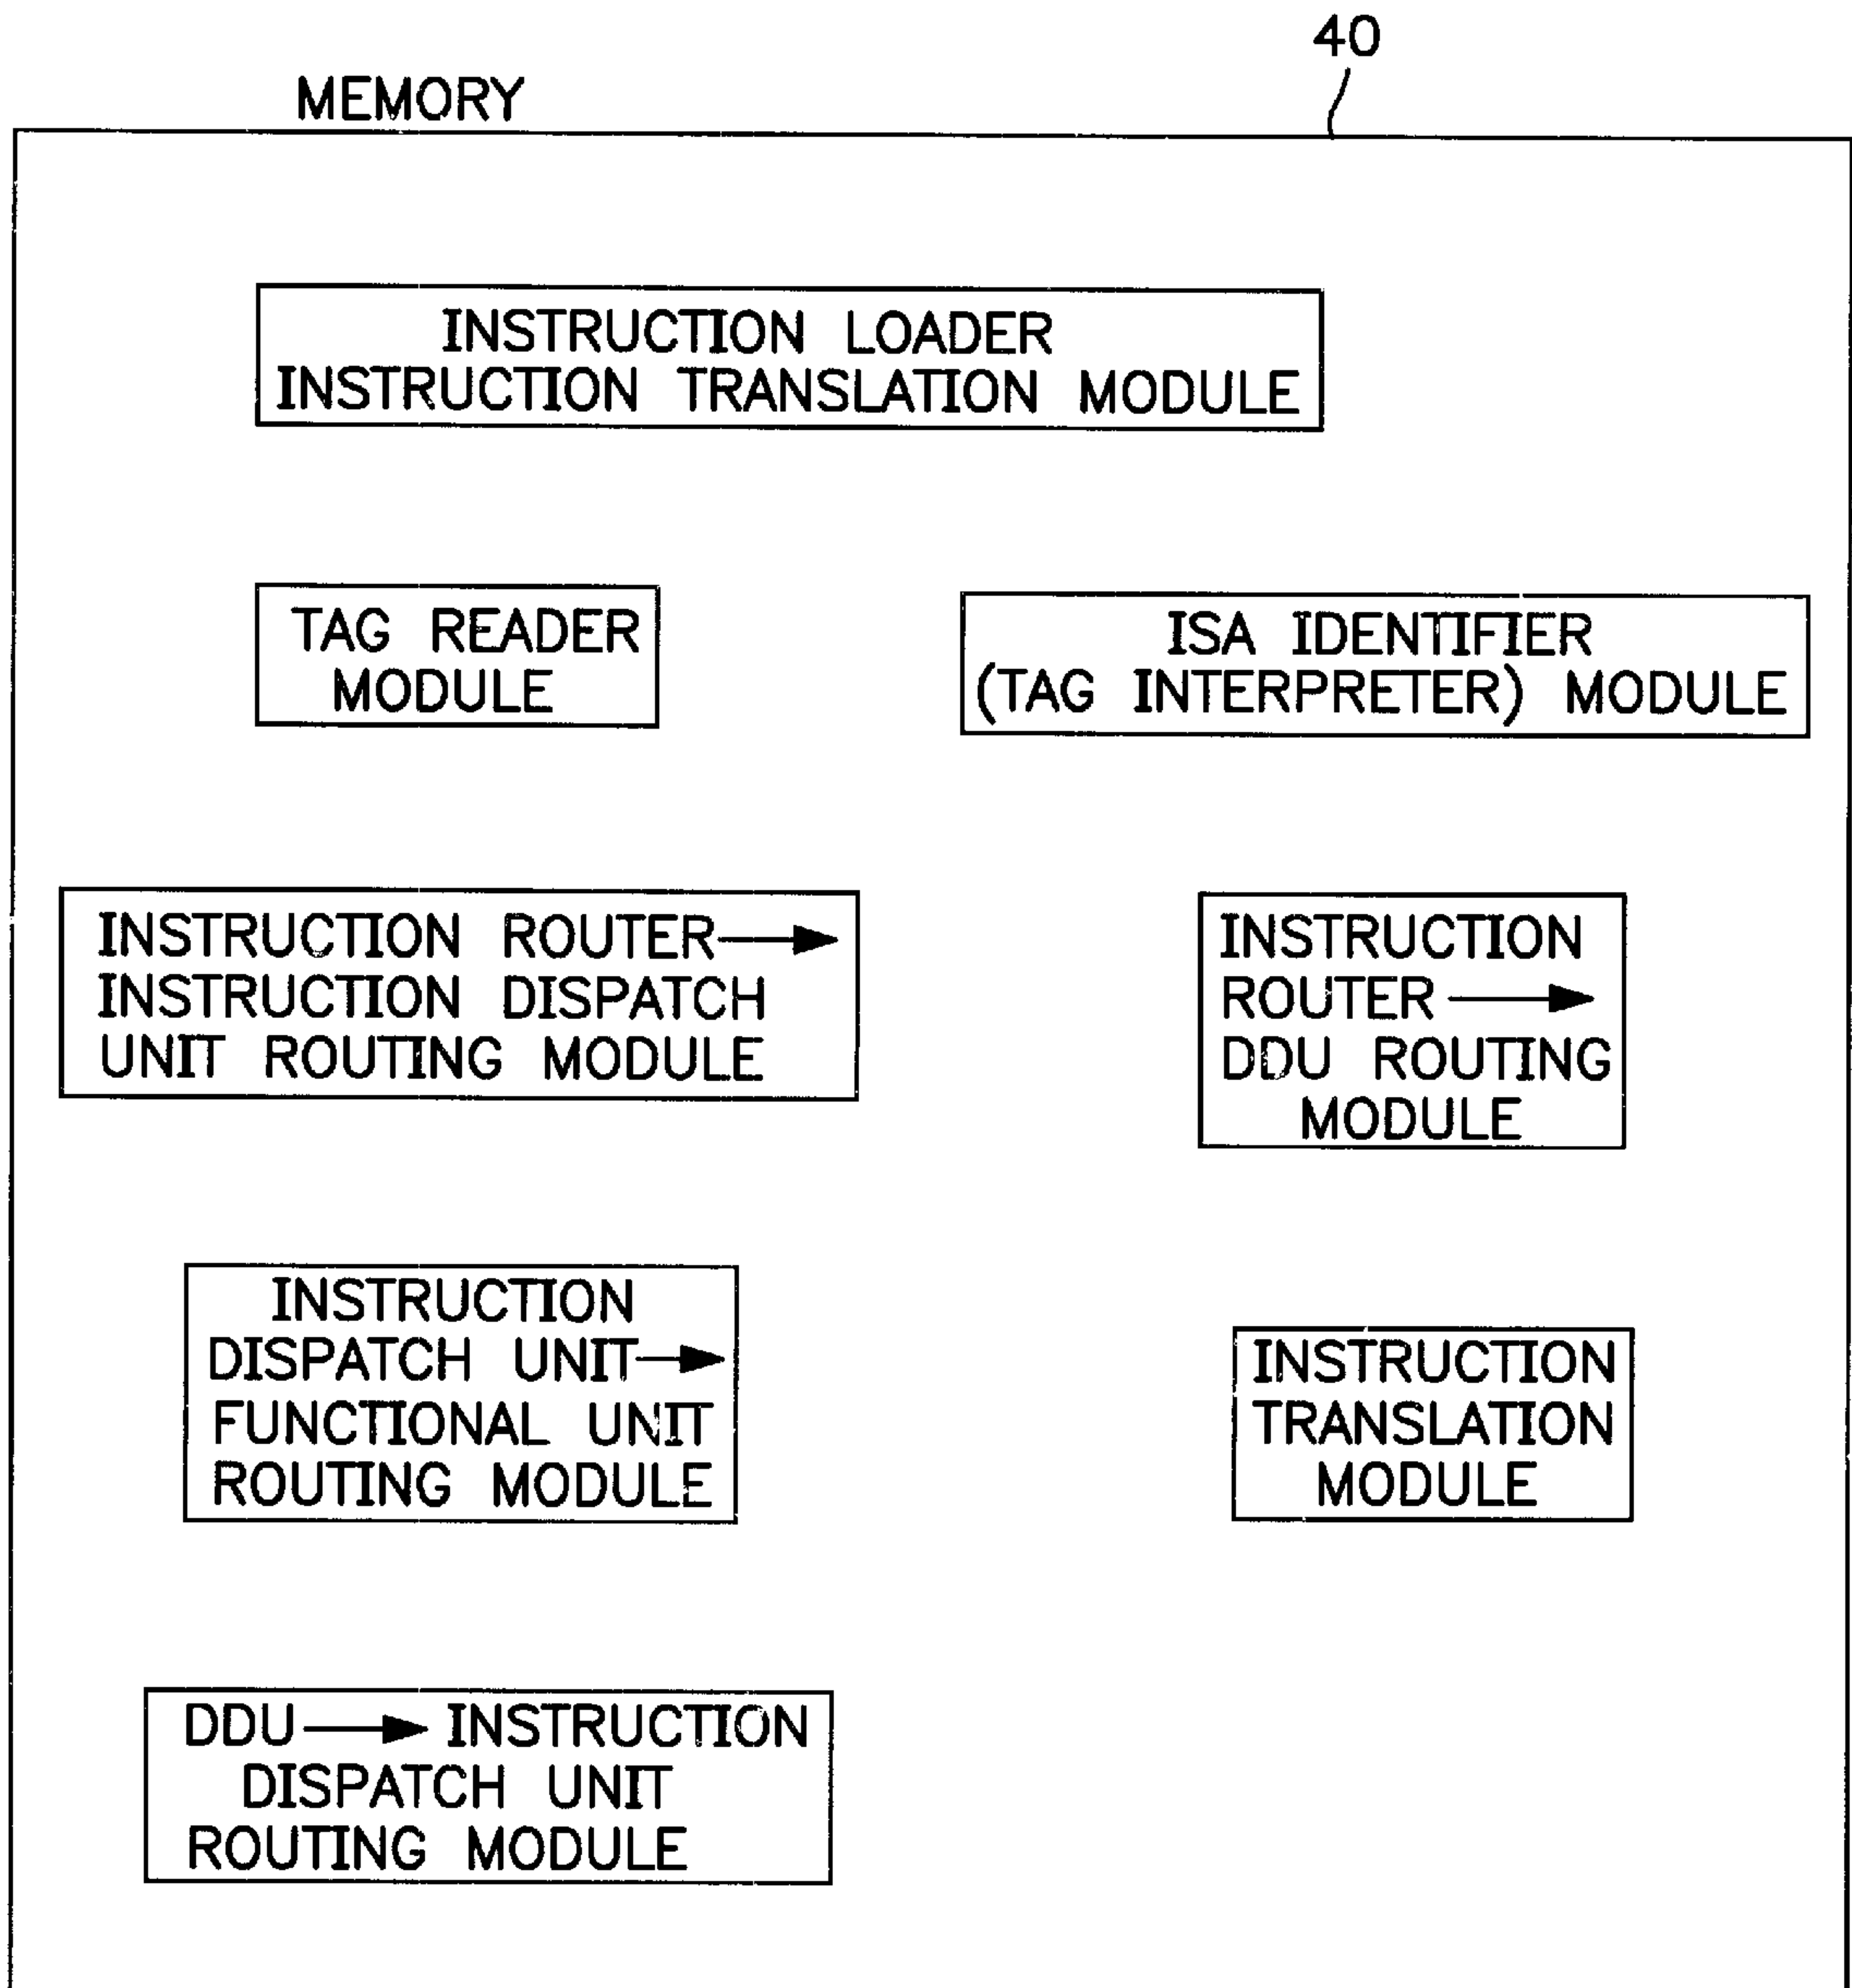 40
MEMORY
INSTRUCTION LOADER
INSTRUCTION TRANSLATION MODULE
TAG READER
MODULE
ISA IDENTIFIER
(TAG INTERPRETER) MODULE
INSTRUCTION ROUTER→
INSTRUCTION DISPATCH
UNIT ROUTING MODULE
INSTRUCTION
ROUTER →
DDU ROUTING
MODULE
INSTRUCTION
DISPATCH UNIT→
FUNCTIONAL UNIT
ROUTING MODULE
INSTRUCTION
TRANSLATION
MODULE
DDU→ INSTRUCTION
DISPATCH UNIT
ROUTING MODULE